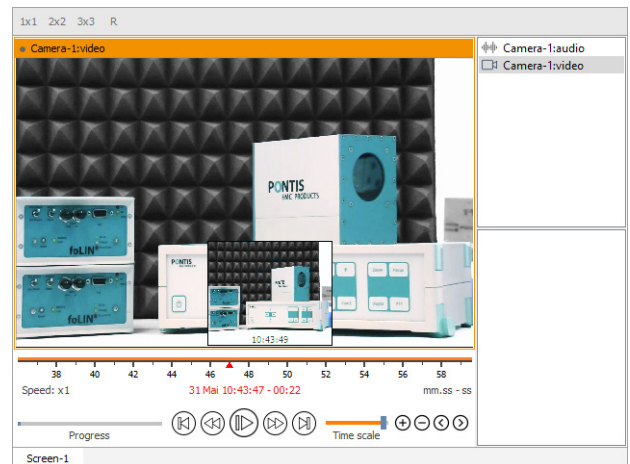 1x1 2x2 3x3 R
Camera-1:video
Camera-1:audio
Camera-1:video
PONTIS
EMC PRODUCTS
foLIN®
PONTIS
foLIN®
10:43:49
38 40 42 44 46 48 50 52 54 56 58
Speed: x1 31 Mai 10:43:47 - 00:22 mm.ss - ss
Progress Time scale
Screen-1